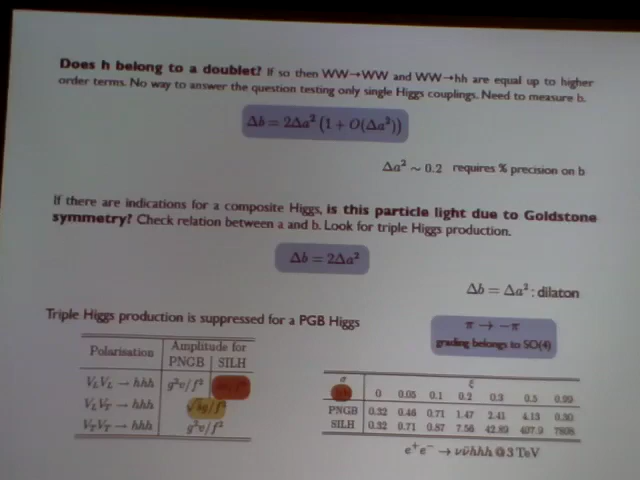 Does h belong to a doublet? If so then WW→WW and WW→hh are equal up to higher
order terms. No way to answer the question testing only single Higgs couplings. Need to measure b.
Δb = 2Δa² (1 + O(Δa²))
Δa² ~ 0.2 requires % precision on b
If there are indications for a composite Higgs, is this particle light due to Goldstone
symmetry? Check relation between a and b. Look for triple Higgs production.
Δb = 2Δa²
Δb = Δa² : dilaton
Triple Higgs production is suppressed for a PGB Higgs
π → −π
grading belongs to SO(4)
Polarisation Amplitude for
PNGB SILH
V_L V_L → hhh g²v/f²
V_L V_T → hhh
V_T V_T → hhh g²v/f²
σ ξ
0 0.05 0.1 0.2 0.3 0.5 0.99
PNGB 0.32 0.46 0.71 1.47 2.41 4.13 0.30
SILH 0.32 0.71 0.87 7.56 42.89 407.9 7808
e⁺e⁻ → νν̄hhh @ 3 TeV